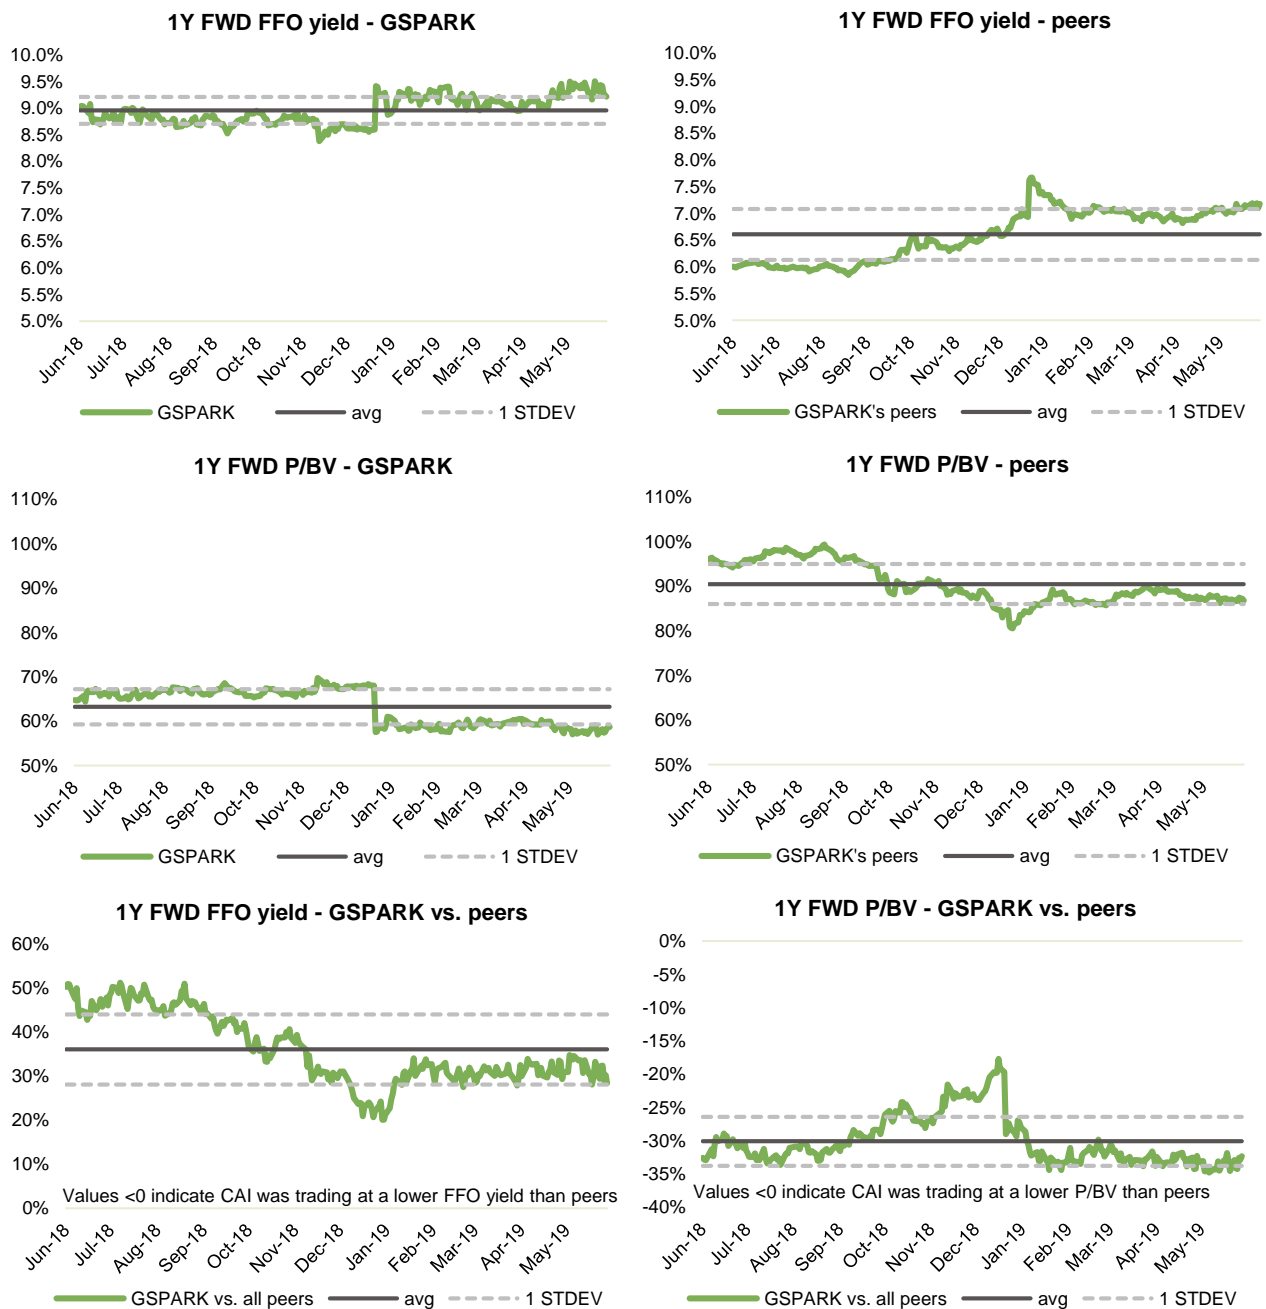 1Y FWD FFO yield - GSPARK
10.0%
9.5%
9.0%
8.5%
8.0%
7.5%
7.0%
6.5%
6.0%
5.5%
5.0%
Jun-18 Jul-18 Aug-18 Sep-18 Oct-18 Nov-18 Dec-18 Jan-19 Feb-19 Mar-19 Apr-19 May-19
GSPARK avg 1 STDEV
1Y FWD FFO yield - peers
10.0%
9.5%
9.0%
8.5%
8.0%
7.5%
7.0%
6.5%
6.0%
5.5%
5.0%
Jun-18 Jul-18 Aug-18 Sep-18 Oct-18 Nov-18 Dec-18 Jan-19 Feb-19 Mar-19 Apr-19 May-19
GSPARK's peers avg 1 STDEV
1Y FWD P/BV - GSPARK
110%
100%
90%
80%
70%
60%
50%
Jun-18 Jul-18 Aug-18 Sep-18 Oct-18 Nov-18 Dec-18 Jan-19 Feb-19 Mar-19 Apr-19 May-19
GSPARK avg 1 STDEV
1Y FWD P/BV - peers
110%
100%
90%
80%
70%
60%
50%
Jun-18 Jul-18 Aug-18 Sep-18 Oct-18 Nov-18 Dec-18 Jan-19 Feb-19 Mar-19 Apr-19 May-19
GSPARK's peers avg 1 STDEV
1Y FWD FFO yield - GSPARK vs. peers
60%
50%
40%
30%
20%
10%
0%
Values <0 indicate CAI was trading at a lower FFO yield than peers
Jun-18 Jul-18 Aug-18 Sep-18 Oct-18 Nov-18 Dec-18 Jan-19 Feb-19 Mar-19 Apr-19 May-19
GSPARK vs. all peers avg 1 STDEV
1Y FWD P/BV - GSPARK vs. peers
0%
-5%
-10%
-15%
-20%
-25%
-30%
-35%
-40%
Values <0 indicate CAI was trading at a lower P/BV than peers
Jun-18 Jul-18 Aug-18 Sep-18 Oct-18 Nov-18 Dec-18 Jan-19 Feb-19 Mar-19 Apr-19 May-19
GSPARK vs. all peers avg 1 STDEV